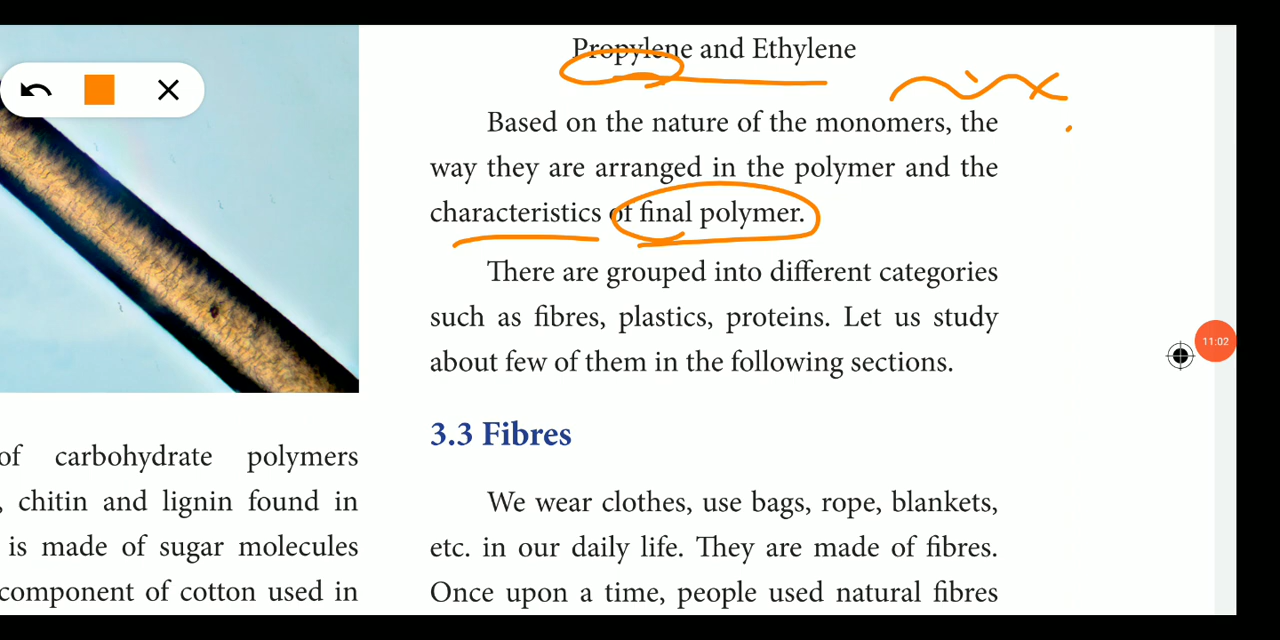 Propylene and Ethylene
Based on the nature of the monomers, the
way they are arranged in the polymer and the
characteristics of final polymer.
There are grouped into different categories
such as fibres, plastics, proteins. Let us study
about few of them in the following sections.
11:02
3.3 Fibres
of carbohydrate polymers
, chitin and lignin found in
is made of sugar molecules
component of cotton used in
We wear clothes, use bags, rope, blankets,
etc. in our daily life. They are made of fibres.
Once upon a time, people used natural fibres